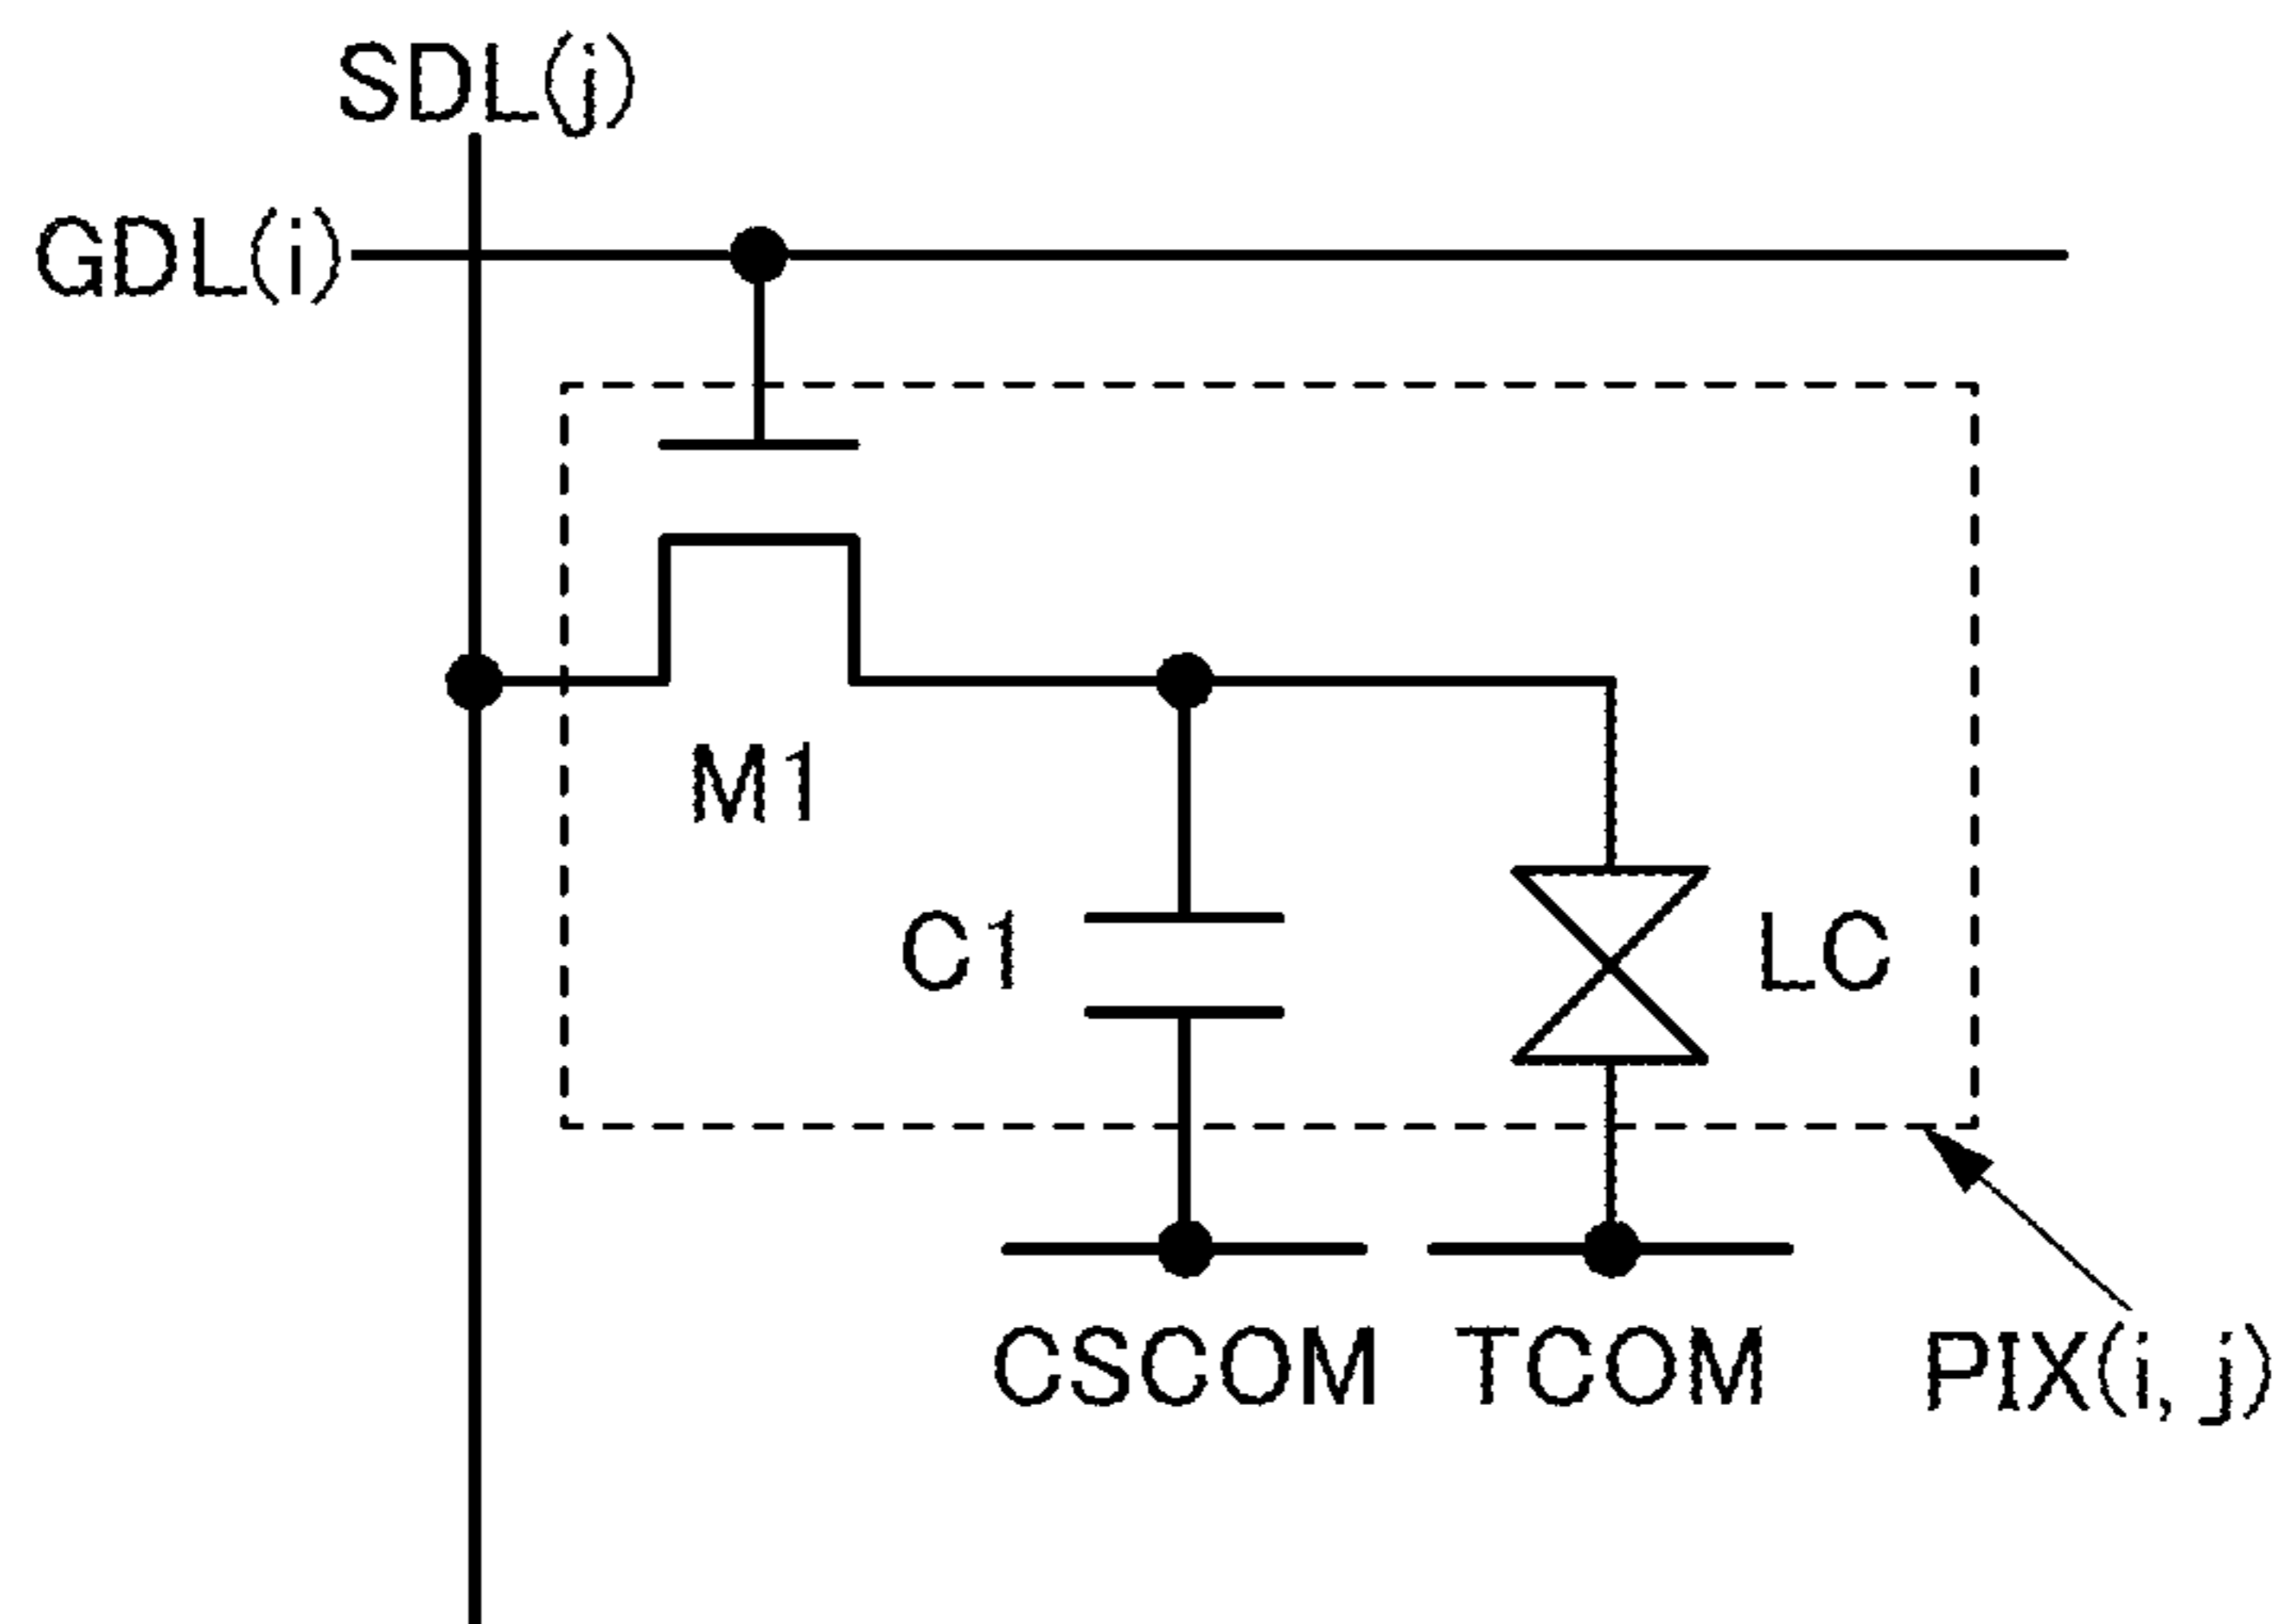 SDL(j)
GDL(i)
M1
C1
LC
CSCOM
TCOM
PIX(i, j)